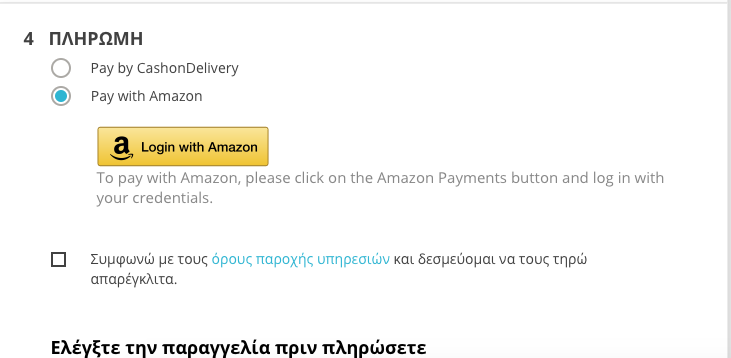 4 ΠΛΗΡΩΜΗ
Pay by CashonDelivery
Pay with Amazon
Login with Amazon
To pay with Amazon, please click on the Amazon Payments button and log in with
your credentials.
Συμφωνώ με τους όρους παροχής υπηρεσιών και δεσμεύομαι να τους τηρώ
απαρέγκλιτα.
Ελέγξτε την παραγγελία πριν πληρώσετε